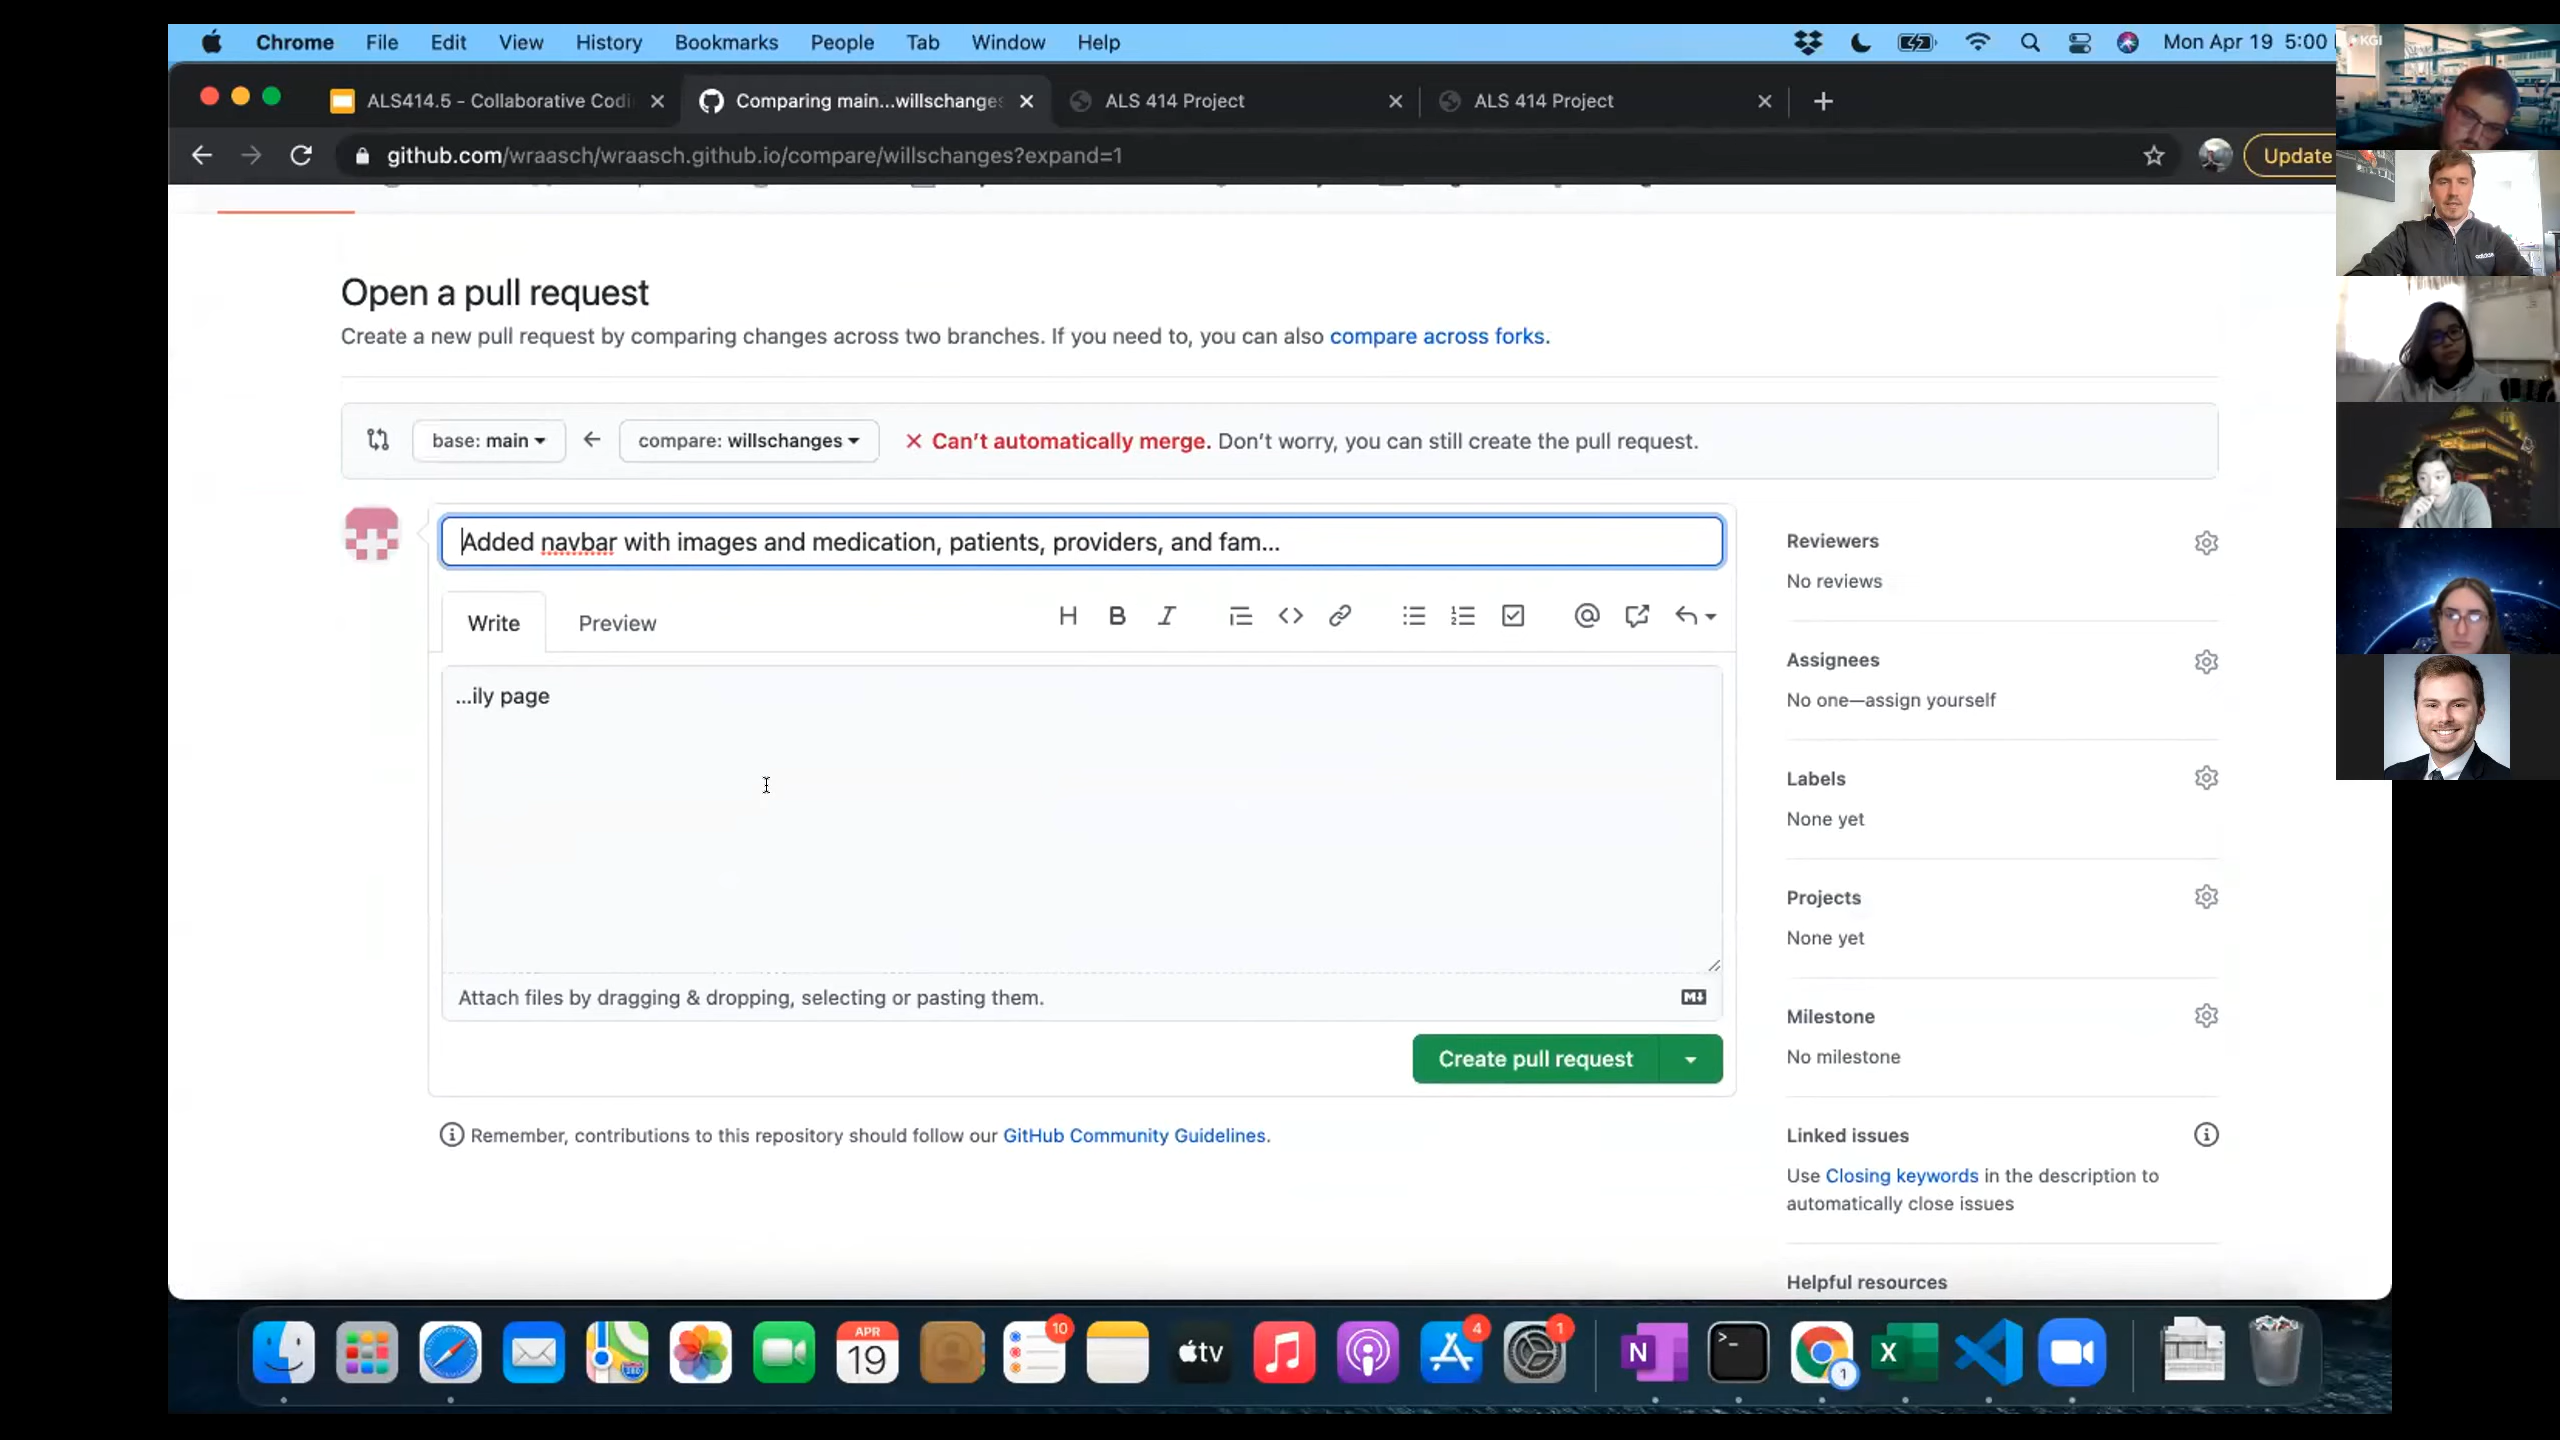 Chrome File Edit View History Bookmarks People Tab Window Help Mon Apr 19 5:00
KGI
ALS414.5 - Collaborative Codi
Comparing main...willschanges
ALS 414 Project
ALS 414 Project
github.com/wraasch/wraasch.github.io/compare/willschanges?expand=1
Update
Open a pull request
Create a new pull request by comparing changes across two branches. If you need to, you can also compare across forks.
base: main
compare: willschanges
Can’t automatically merge. Don’t worry, you can still create the pull request.
Added navbar with images and medication, patients, providers, and fam...
Write Preview
H B I
...ily page
Attach files by dragging & dropping, selecting or pasting them.
Create pull request
Remember, contributions to this repository should follow our GitHub Community Guidelines.
Reviewers
No reviews
Assignees
No one—assign yourself
Labels
None yet
Projects
None yet
Milestone
No milestone
Linked issues
Use Closing keywords in the description to
automatically close issues
Helpful resources
APR
19
10
tv
4
1
N
>_
1
X